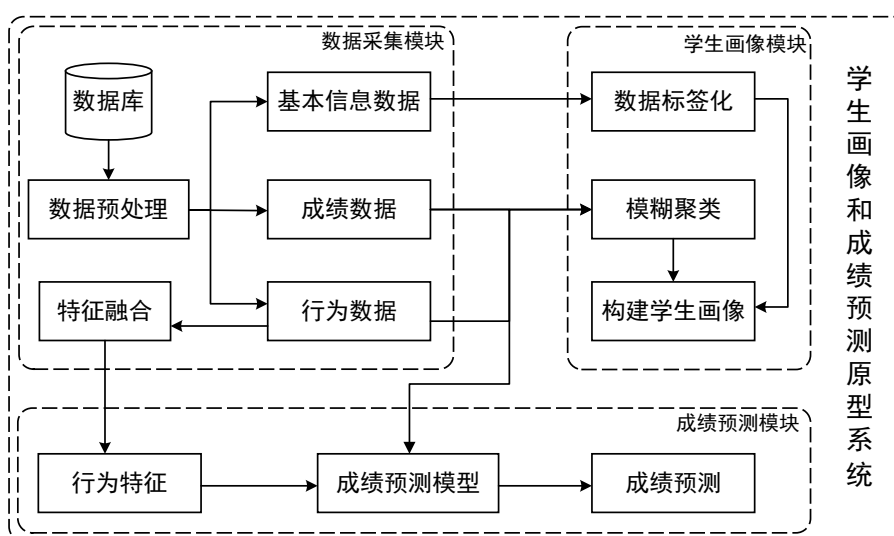 数据采集模块
学生画像模块
数据库
基本信息数据
数据标签化
数据预处理
成绩数据
模糊聚类
特征融合
行为数据
构建学生画像
成绩预测模块
行为特征
成绩预测模型
成绩预测
学生画像和成绩预测原型系统